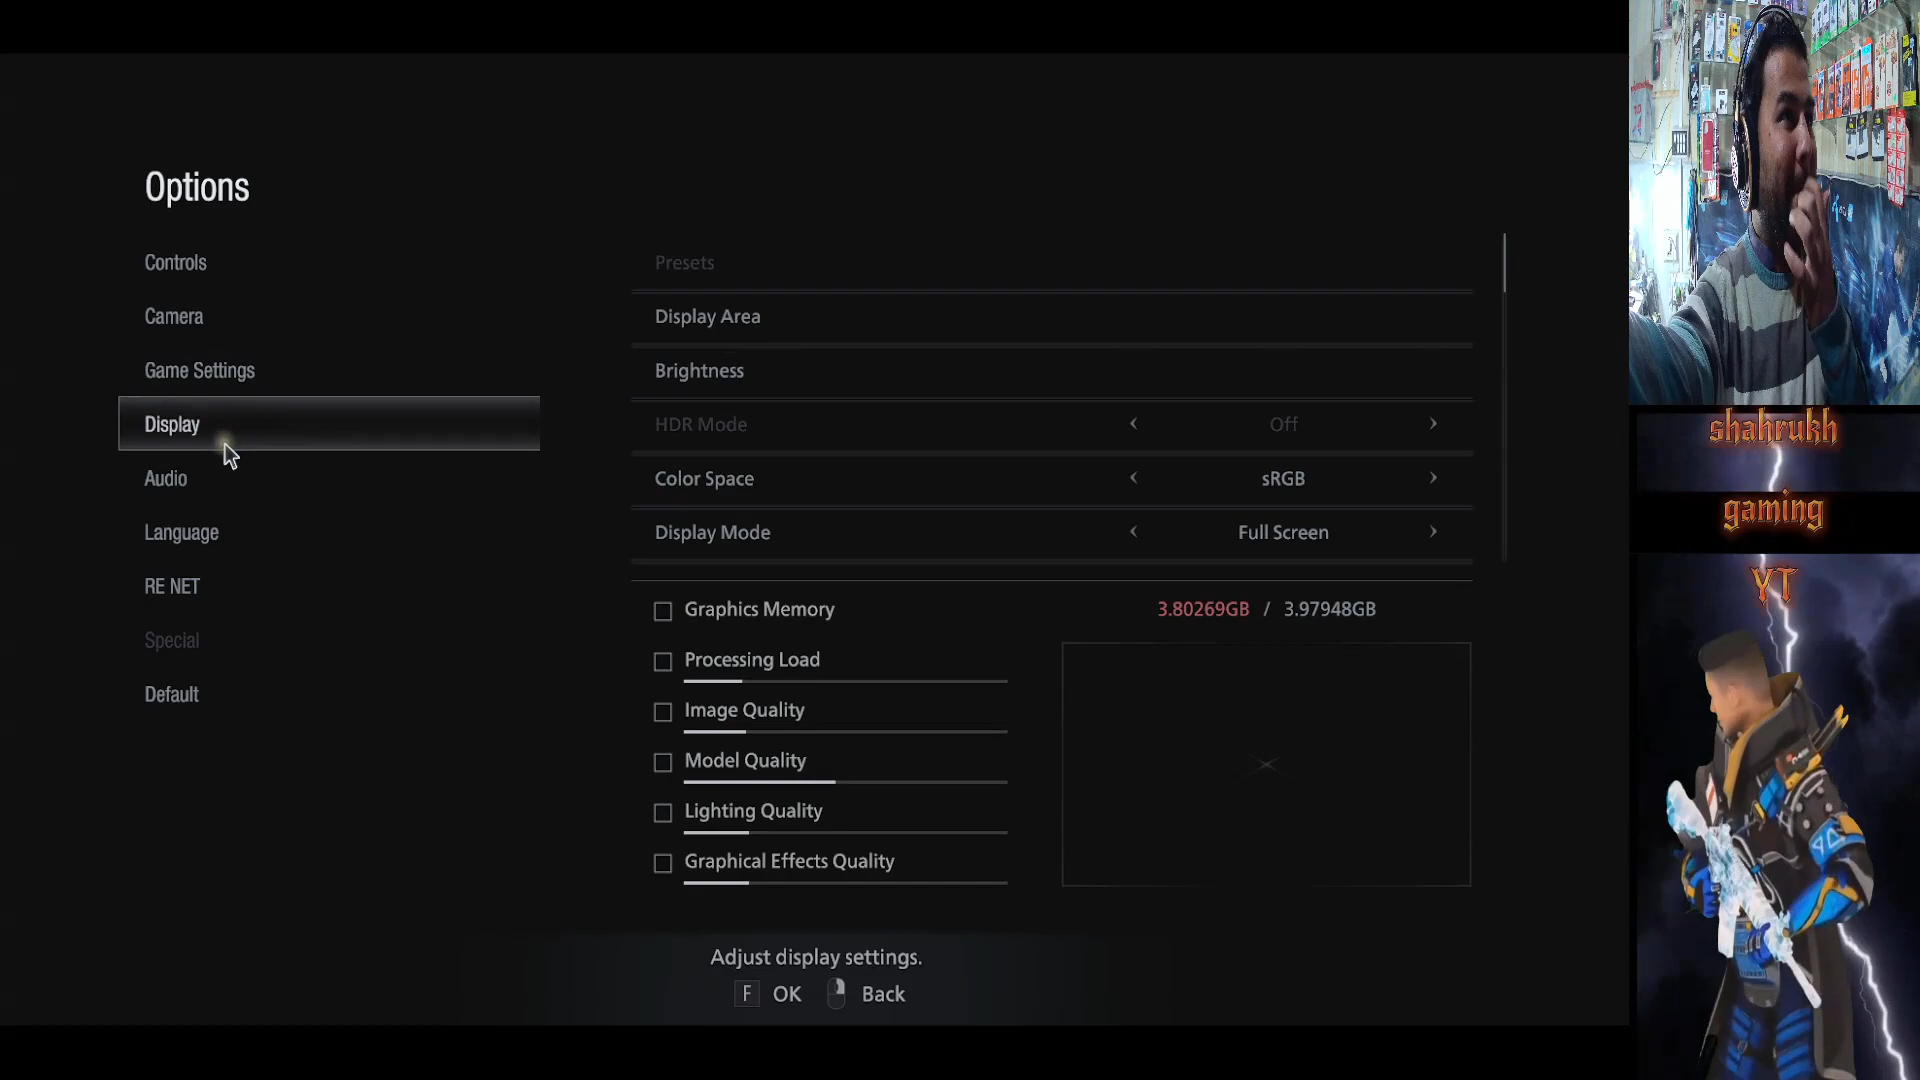 Options
Controls
Camera
Game Settings
Display
Audio
Language
RE NET
Special
Default
Presets
Display Area
Brightness
HDR Mode < Off >
Color Space < sRGB >
Display Mode < Full Screen >
Graphics Memory 3.80269GB / 3.97948GB
Processing Load
Image Quality
Model Quality
Lighting Quality
Graphical Effects Quality
Adjust display settings.
F OK Back
shahrukh
gaming
YT